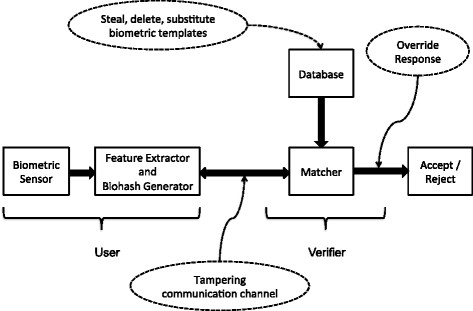 Steal, delete, substitute
biometric templates
Override
Response
Database
Biometric
Sensor
Feature Extractor
and
Biohash Generator
Matcher
Accept /
Reject
User
Verifier
Tampering
communication channel